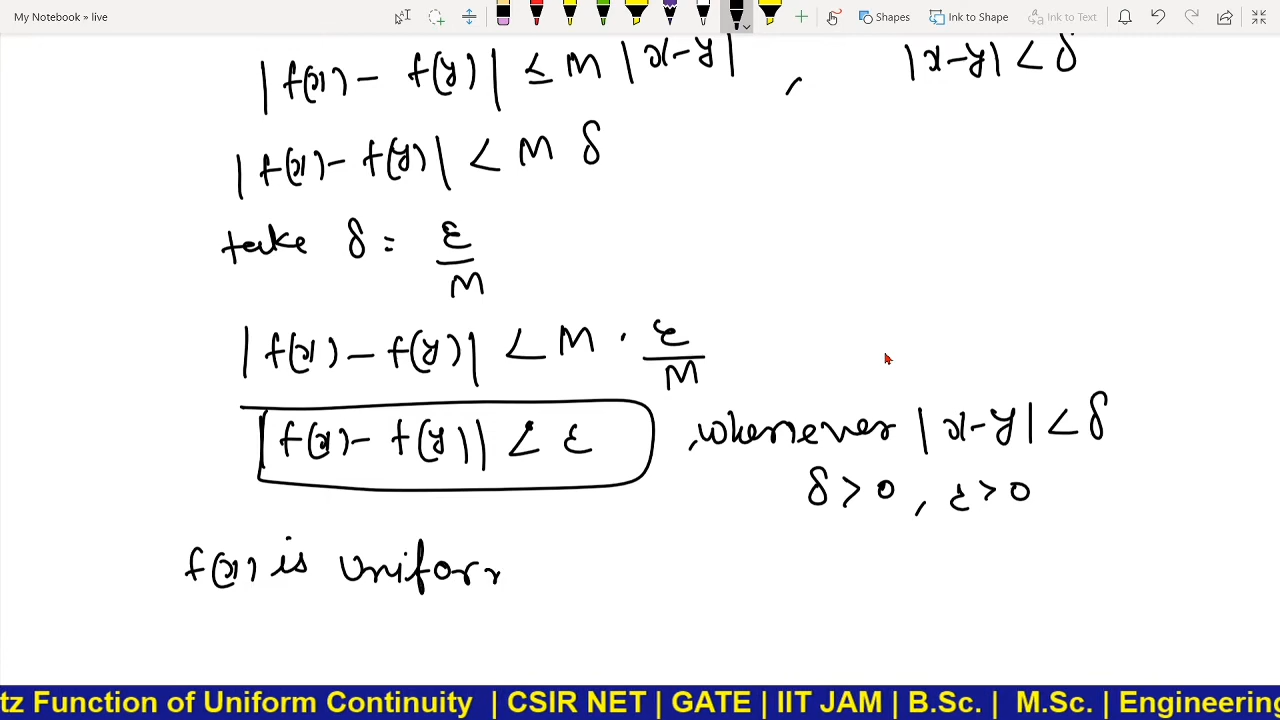 My Notebook » live
Shapes
Ink to Shape
Ink to Text
|f(x) - f(y)| ≤ M |x-y| , |x-y| < δ
|f(x) - f(y)| < M δ
take δ = ε/M
|f(x) - f(y)| < M · ε/M
|f(x) - f(y)| < ε , whenever |x-y| < δ
δ > 0 , ε > 0
f(x) is Unifor
tz Function of Uniform Continuity | CSIR NET | GATE | IIT JAM | B.Sc. | M.Sc. | Engineering